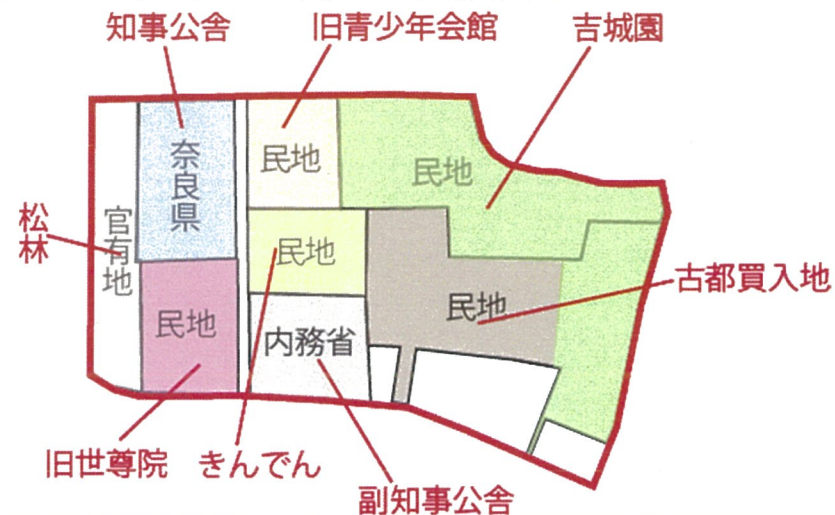 知事公舎
旧青少年会館
吉城園
奈良県
民地
民地
松林
官有地
民地
古都買入地
民地
民地
内務省
旧世尊院
きんでん
副知事公舎